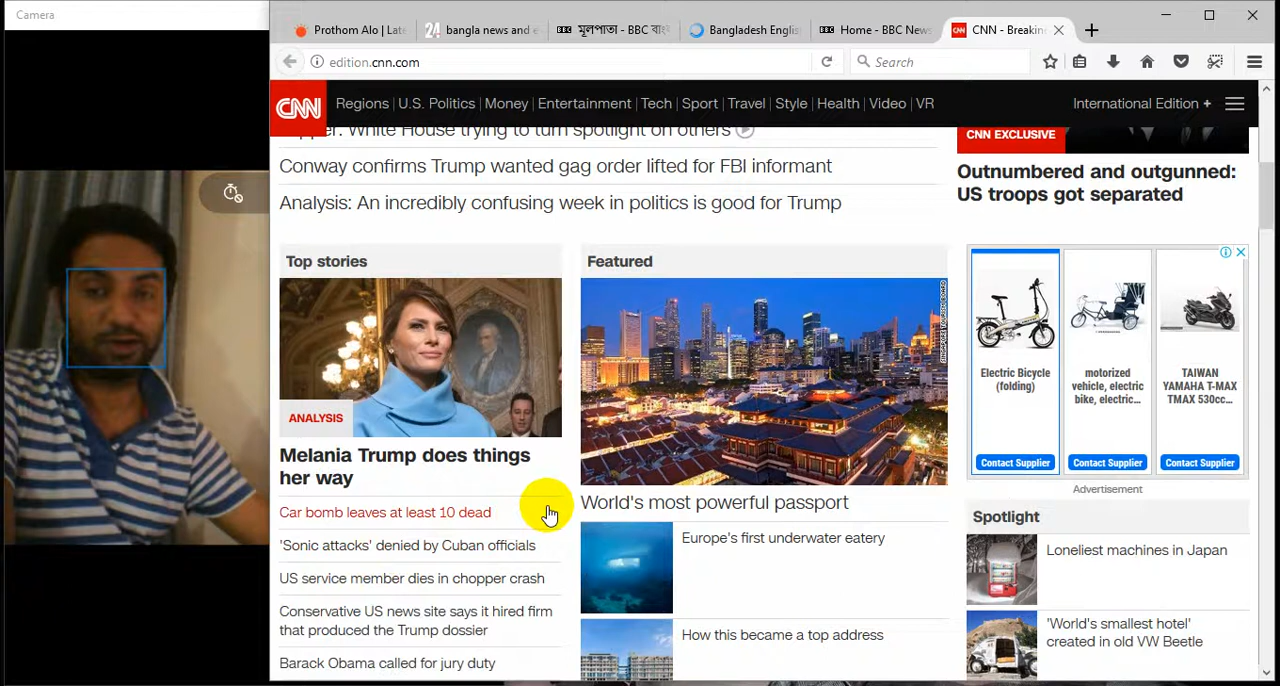 Camera
Prothom Alo | Late
24 bangla news and e
BBC মূলপাতা - BBC বাংল
Bangladesh Englis
BBC Home - BBC News
CNN CNN - Breakin
edition.cnn.com
Search
CNN
Regions | U.S. Politics | Money | Entertainment | Tech | Sport | Travel | Style | Health | Video | VR
International Edition +
White House trying to turn spotlight on others
Conway confirms Trump wanted gag order lifted for FBI informant
Analysis: An incredibly confusing week in politics is good for Trump
CNN EXCLUSIVE
Outnumbered and outgunned:
US troops got separated
Top stories
ANALYSIS
Melania Trump does things
her way
Car bomb leaves at least 10 dead
'Sonic attacks' denied by Cuban officials
US service member dies in chopper crash
Conservative US news site says it hired firm
that produced the Trump dossier
Barack Obama called for jury duty
Featured
SINGAPORE TOURISM BOARD
World's most powerful passport
Europe's first underwater eatery
How this became a top address
Electric Bicycle
(folding)
Contact Supplier
motorized
vehicle, electric
bike, electric...
Contact Supplier
TAIWAN
YAMAHA T-MAX
TMAX 530cc...
Contact Supplier
Advertisement
Spotlight
Loneliest machines in Japan
'World's smallest hotel'
created in old VW Beetle